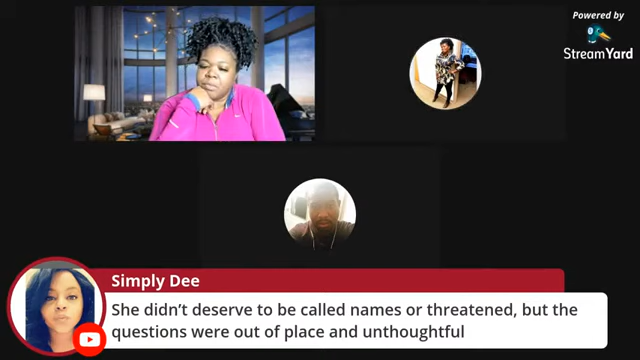 Powered by
StreamYard
Simply Dee
She didn't deserve to be called names or threatened, but the
questions were out of place and unthoughtful